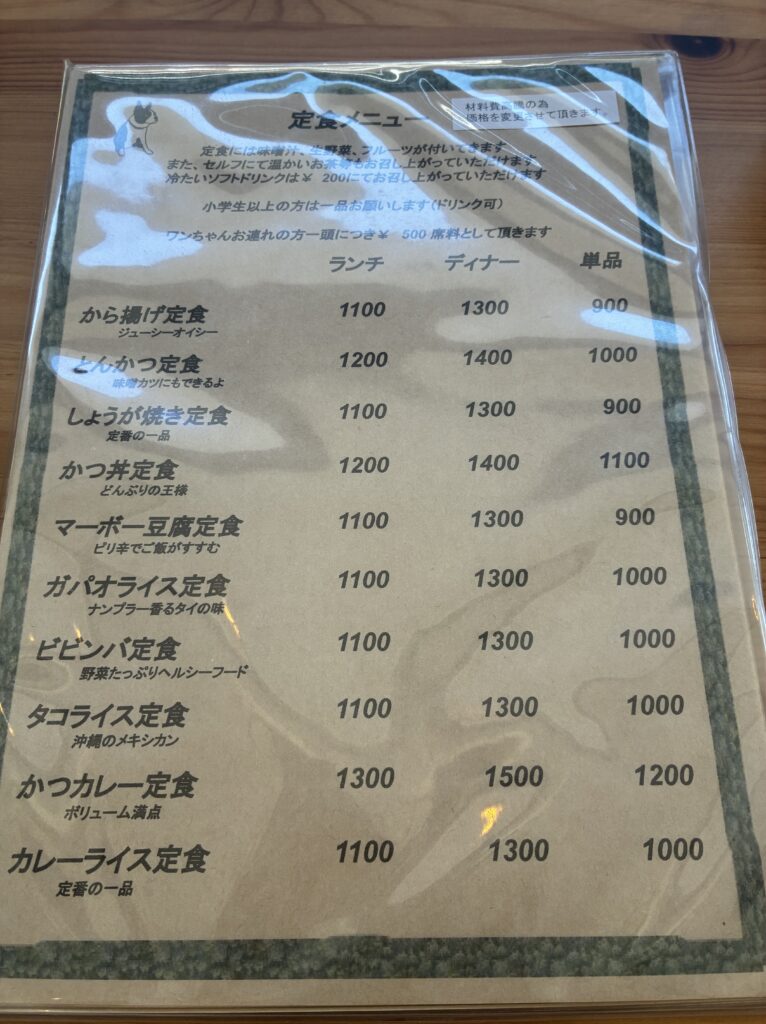 定食メニュー
材料費高騰の為
価格を変更させて頂きます。
定食には味噌汁、生野菜、フルーツが付いてきます
また、セルフにて温かいお茶等もお召し上がっていただけます
冷たいソフトドリンクは¥ 200にてお召し上がっていただけます
小学生以上の方は一品お願いします(ドリンク可)
ワンちゃんお連れの方一頭につき¥ 500 席料として頂きます
ランチ ディナー 単品
から揚げ定食 1100 1300 900
ジューシーオイシー
とんかつ定食 1200 1400 1000
味噌カツにもできるよ
しょうが焼き定食 1100 1300 900
定番の一品
かつ丼定食 1200 1400 1100
どんぶりの王様
マーボー豆腐定食 1100 1300 900
ピリ辛でご飯がすすむ
ガパオライス定食 1100 1300 1000
ナンプラー香るタイの味
ビビンバ定食 1100 1300 1000
野菜たっぷりヘルシーフード
タコライス定食 1100 1300 1000
沖縄のメキシカン
かつカレー定食 1300 1500 1200
ボリューム満点
カレーライス定食 1100 1300 1000
定番の一品